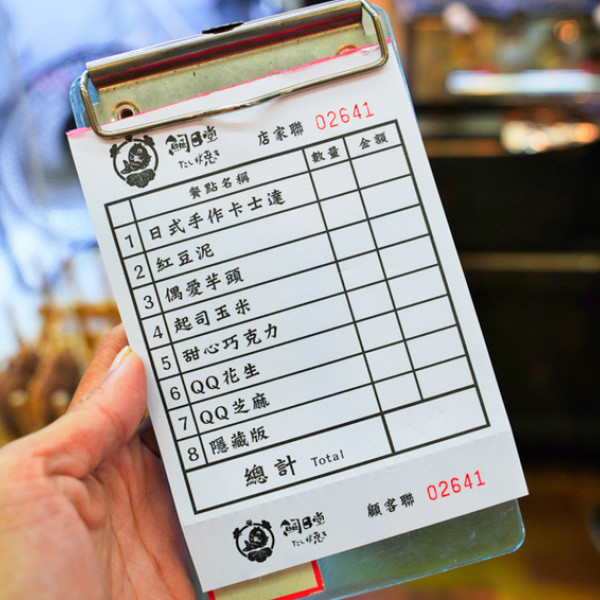 鯛日堂
たい焼き
店家聯 02641
餐點名稱 數量 金額
1 日式手作卡士達
2 紅豆泥
3 偶爱芋頭
4 起司玉米
5 甜心巧克力
6 QQ花生
7 QQ芝麻
8 隱藏版
總計 Total
鯛日堂
たい焼き
顧客聯 02641